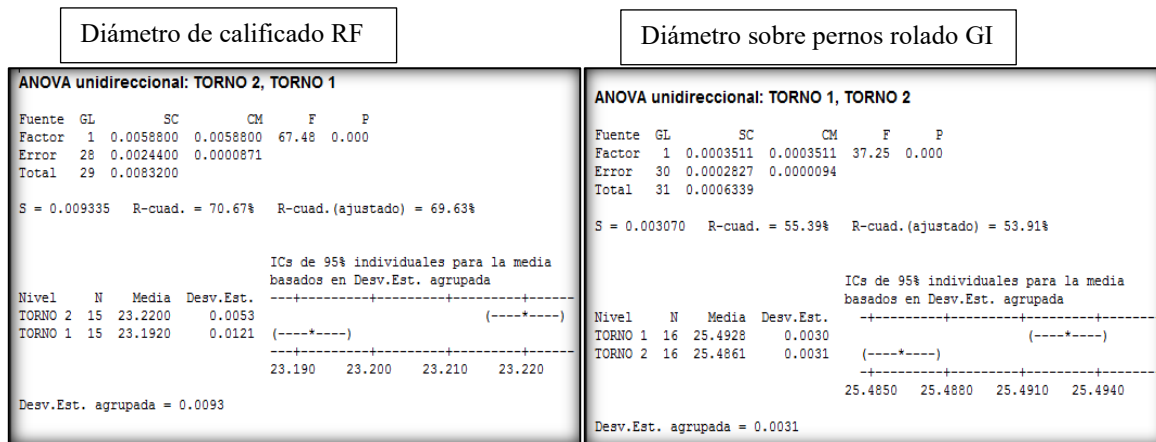 Diámetro de calificado RF
ANOVA unidireccional: TORNO 2, TORNO 1
Fuente  GL         SC         CM      F      P
Factor   1  0.0058800  0.0058800  67.48  0.000
Error   28  0.0024400  0.0000871
Total   29  0.0083200
S = 0.009335   R-cuad. = 70.67%   R-cuad.(ajustado) = 69.63%
ICs de 95% individuales para la media
basados en Desv.Est. agrupada
Nivel     N    Media  Desv.Est.  ---+---------+---------+---------+------
TORNO 2  15  23.2200     0.0053                              (----*----)
TORNO 1  15  23.1920     0.0121  (----*----)
---+---------+---------+---------+------
23.190    23.200    23.210    23.220
Desv.Est. agrupada = 0.0093
Diámetro sobre pernos rolado GI
ANOVA unidireccional: TORNO 1, TORNO 2
Fuente  GL         SC         CM      F      P
Factor   1  0.0003511  0.0003511  37.25  0.000
Error   30  0.0002827  0.0000094
Total   31  0.0006339
S = 0.003070   R-cuad. = 55.39%   R-cuad.(ajustado) = 53.91%
ICs de 95% individuales para la media
basados en Desv.Est. agrupada
Nivel     N    Media  Desv.Est.  -+---------+---------+---------+-------
TORNO 1  16  25.4928     0.0030                        (----*----)
TORNO 2  16  25.4861     0.0031   (----*----)
-+---------+---------+---------+-------
25.4850   25.4880   25.4910   25.4940
Desv.Est. agrupada = 0.0031